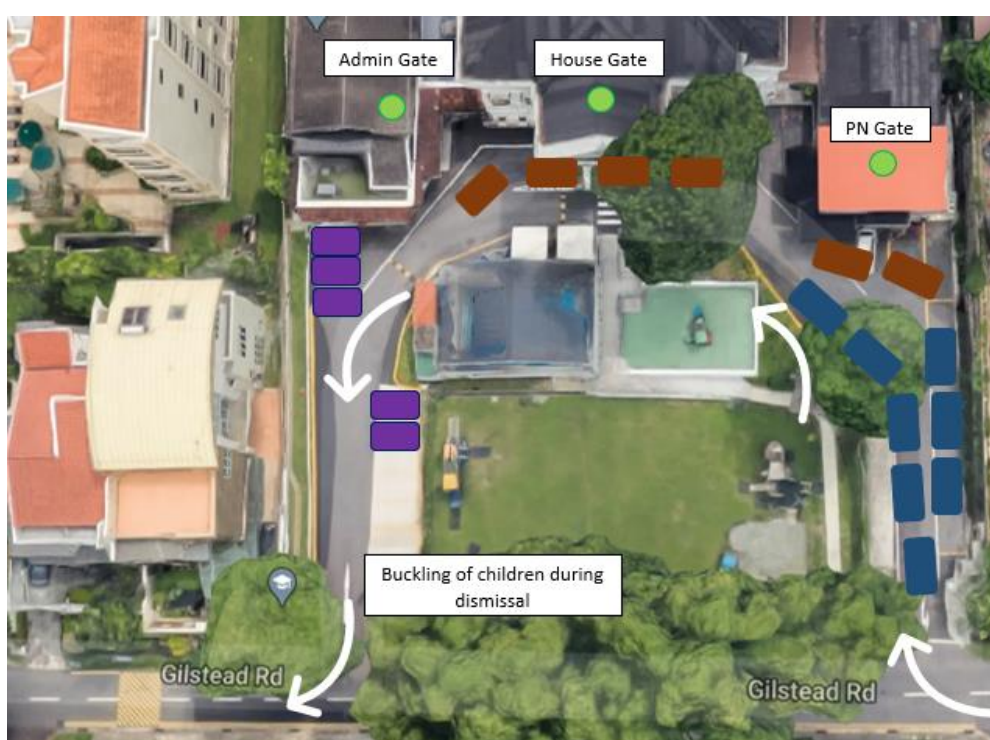 Admin Gate
House Gate
PN Gate
Buckling of children during
dismissal
Gilstead Rd
Gilstead Rd